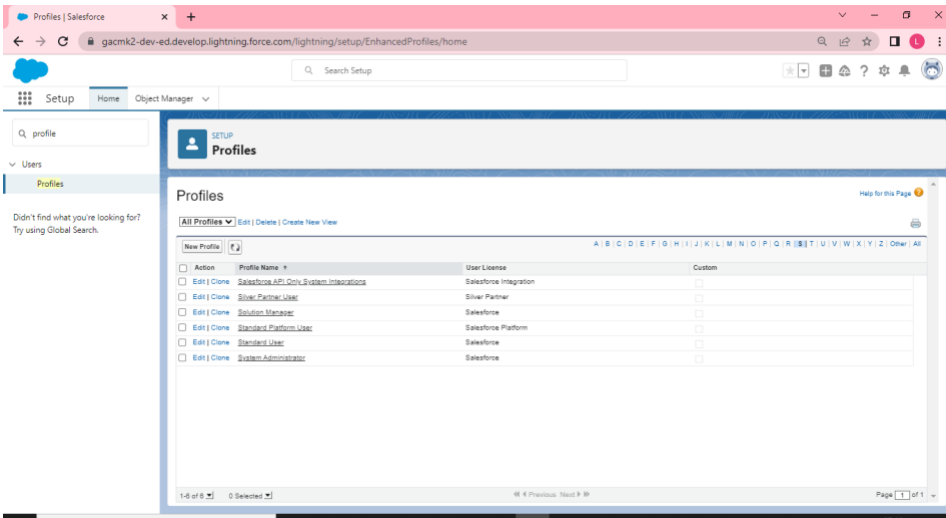 Profiles | Salesforce
gacmk2-dev-ed.develop.lightning.force.com/lightning/setup/EnhancedProfiles/home
L
Search Setup
Setup Home Object Manager
profile
Users
Profiles
Didn't find what you're looking for?
Try using Global Search.
SETUP
Profiles
Profiles
Help for this Page
All Profiles Edit | Delete | Create New View
New Profile A | B | C | D | E | F | G | H | I | J | K | L | M | N | O | P | Q | R | S | T | U | V | W | X | Y | Z | Other | All
Action Profile Name User License Custom
Edit | Clone Salesforce API Only System Integrations Salesforce Integration
Edit | Clone Silver Partner User Silver Partner
Edit | Clone Solution Manager Salesforce
Edit | Clone Standard Platform User Salesforce Platform
Edit | Clone Standard User Salesforce
Edit | Clone System Administrator Salesforce
1-6 of 6 0 Selected Previous Next Page 1 of 1